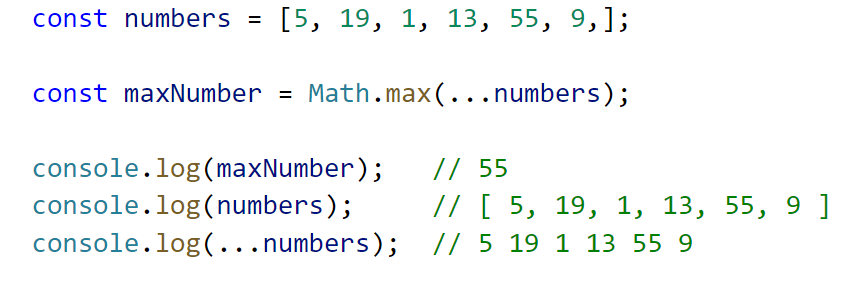 const numbers = [5, 19, 1, 13, 55, 9,];
const maxNumber = Math.max(...numbers);
console.log(maxNumber);   // 55
console.log(numbers);     // [ 5, 19, 1, 13, 55, 9 ]
console.log(...numbers);  // 5 19 1 13 55 9